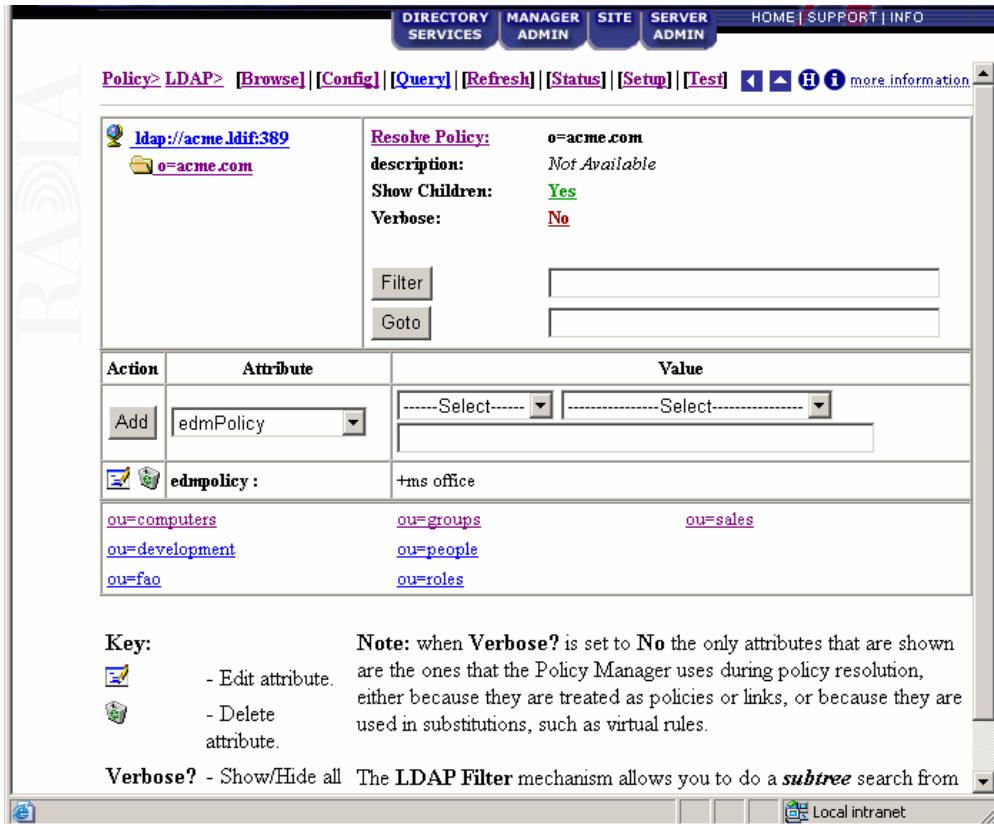 DIRECTORY SERVICES
MANAGER ADMIN
SITE
SERVER ADMIN
HOME | SUPPORT | INFO
Policy> LDAP> [Browse] | [Config] | [Query] | [Refresh] | [Status] | [Setup] | [Test] H i more information
RADIA
ldap://acme.ldif:389
o=acme.com
Resolve Policy: o=acme.com
description: Not Available
Show Children: Yes
Verbose: No
Filter
Goto
Action Attribute Value
Add edmPolicy ------Select------ ---------------Select---------------
edmpolicy : +ms office
ou=computers ou=groups ou=sales
ou=development ou=people
ou=fao ou=roles
Key:
- Edit attribute.
- Delete
attribute.
Verbose? - Show/Hide all
Note: when Verbose? is set to No the only attributes that are shown
are the ones that the Policy Manager uses during policy resolution,
either because they are treated as policies or links, or because they are
used in substitutions, such as virtual rules.
The LDAP Filter mechanism allows you to do a subtree search from
Local intranet